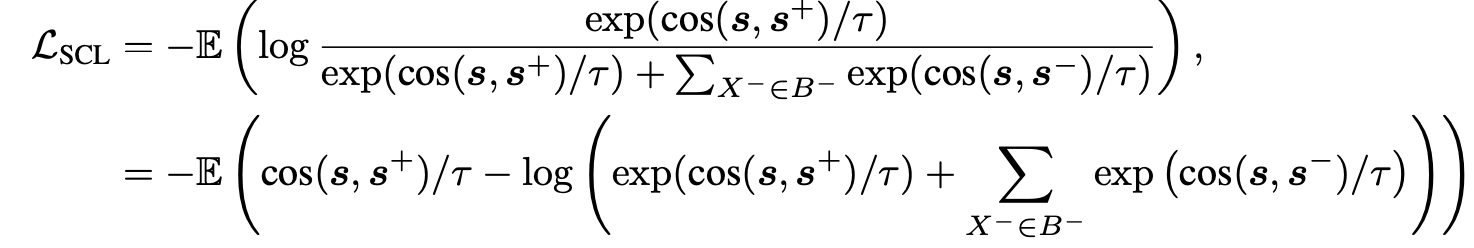 ℒ_SCL = −𝔼 ( log exp(cos(s, s⁺)/τ) / exp(cos(s, s⁺)/τ) + ∑_{X⁻∈B⁻} exp(cos(s, s⁻)/τ) ) ,
= −𝔼 ( cos(s, s⁺)/τ − log ( exp(cos(s, s⁺)/τ) + ∑_{X⁻∈B⁻} exp (cos(s, s⁻)/τ) ) )